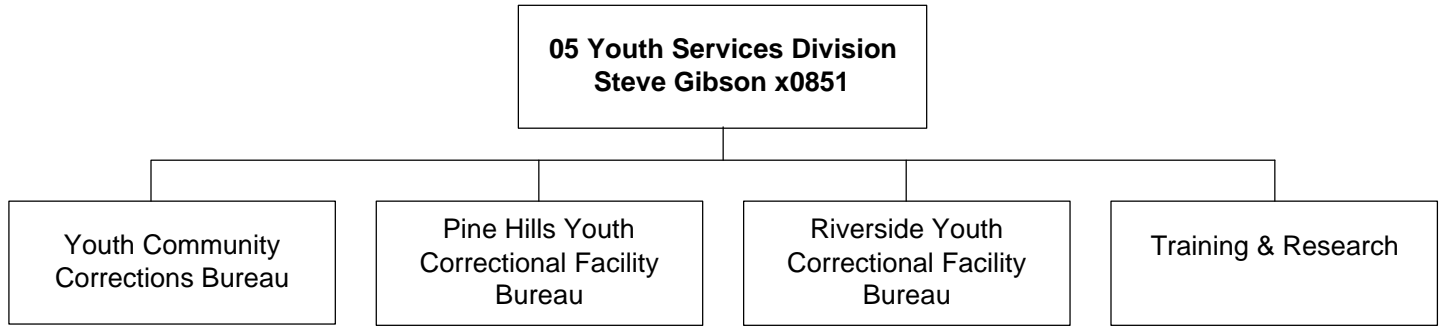 05 Youth Services Division
Steve Gibson x0851
Youth Community
Corrections Bureau
Pine Hills Youth
Correctional Facility
Bureau
Riverside Youth
Correctional Facility
Bureau
Training & Research